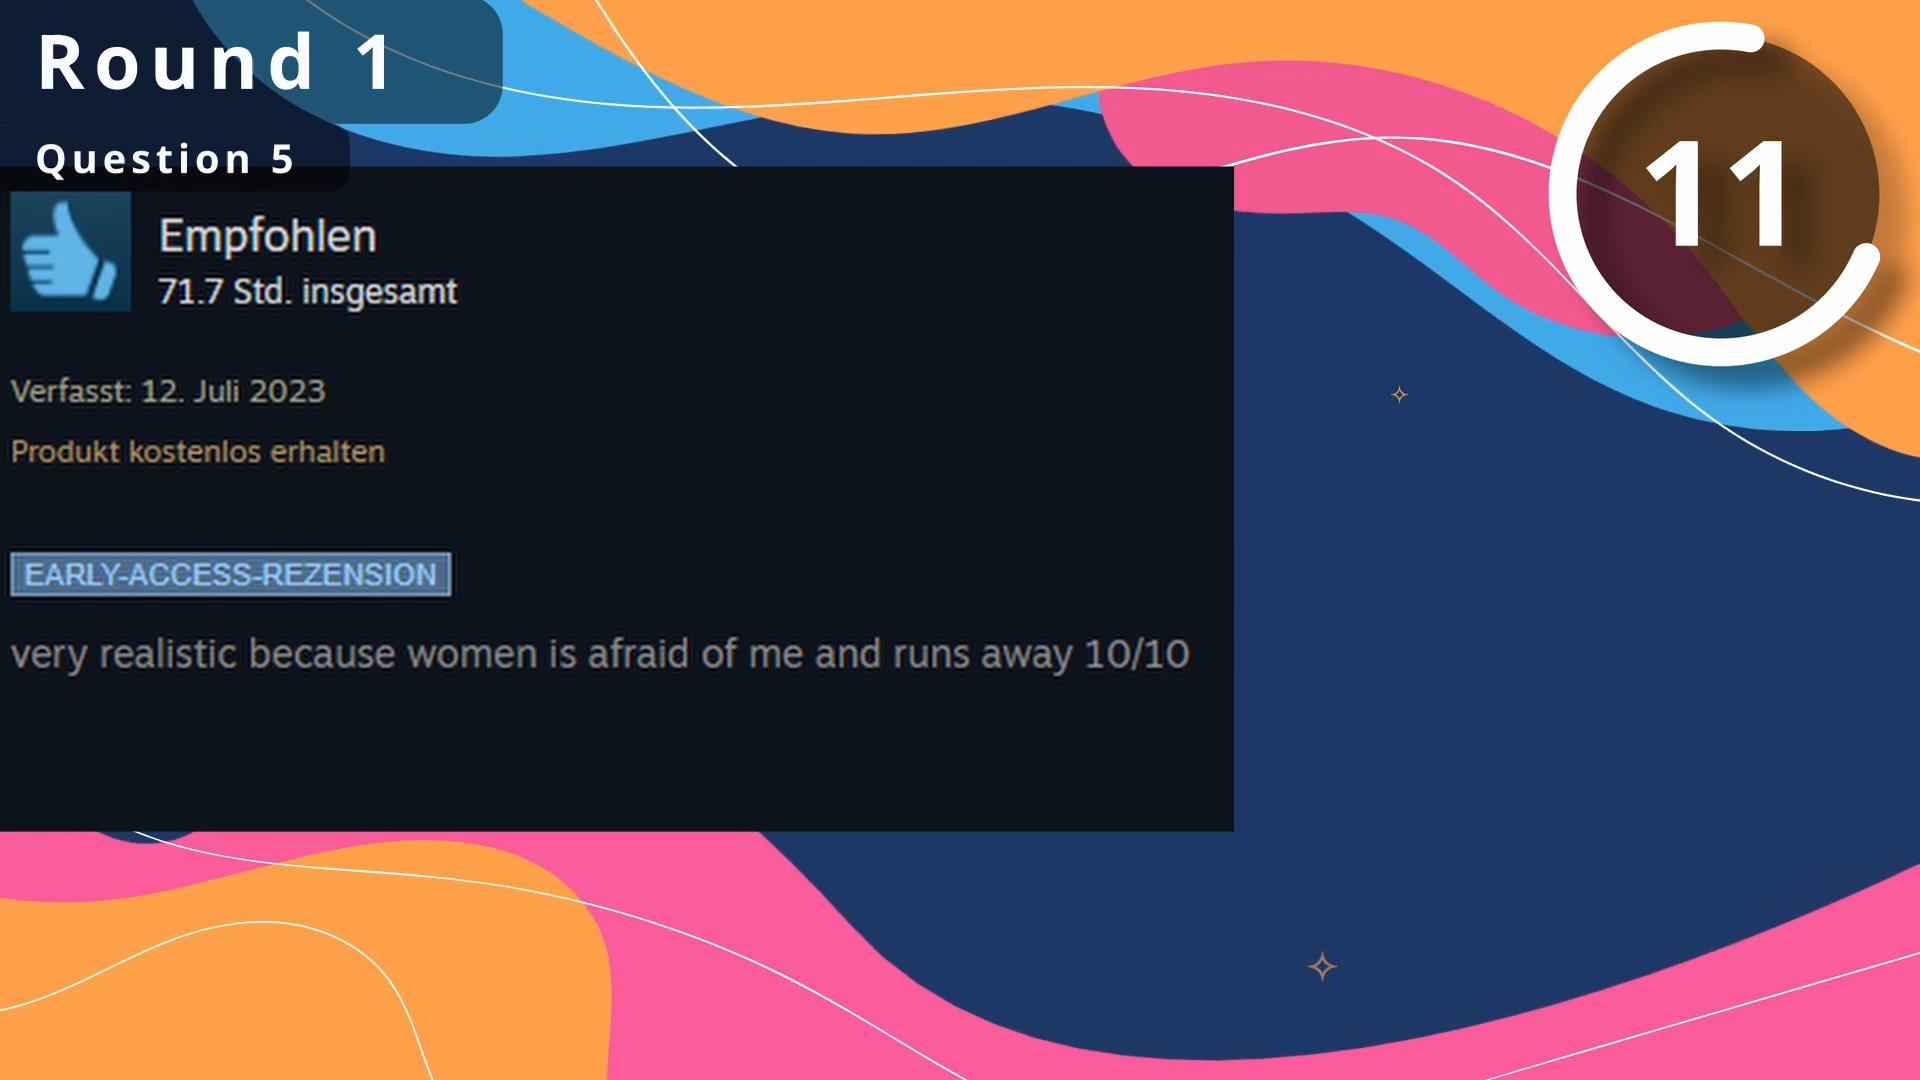 Round 1
Question 5
11
Empfohlen
71.7 Std. insgesamt
Verfasst: 12. Juli 2023
Produkt kostenlos erhalten
EARLY-ACCESS-REZENSION
very realistic because women is afraid of me and runs away 10/10